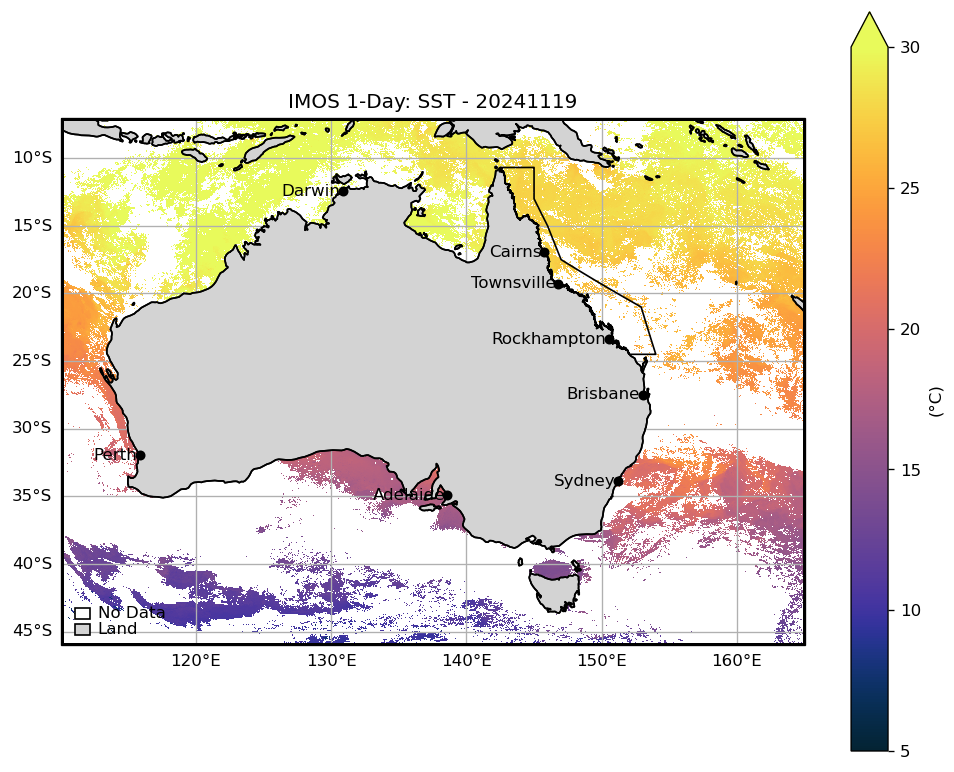 IMOS 1-Day: SST - 20241119
30
25
20
15
10
5
(°C)
10°S
15°S
20°S
25°S
30°S
35°S
40°S
45°S
Darwin
Cairns
Townsville
Rockhampton
Brisbane
Perth
Sydney
Adelaide
No Data
Land
120°E
130°E
140°E
150°E
160°E